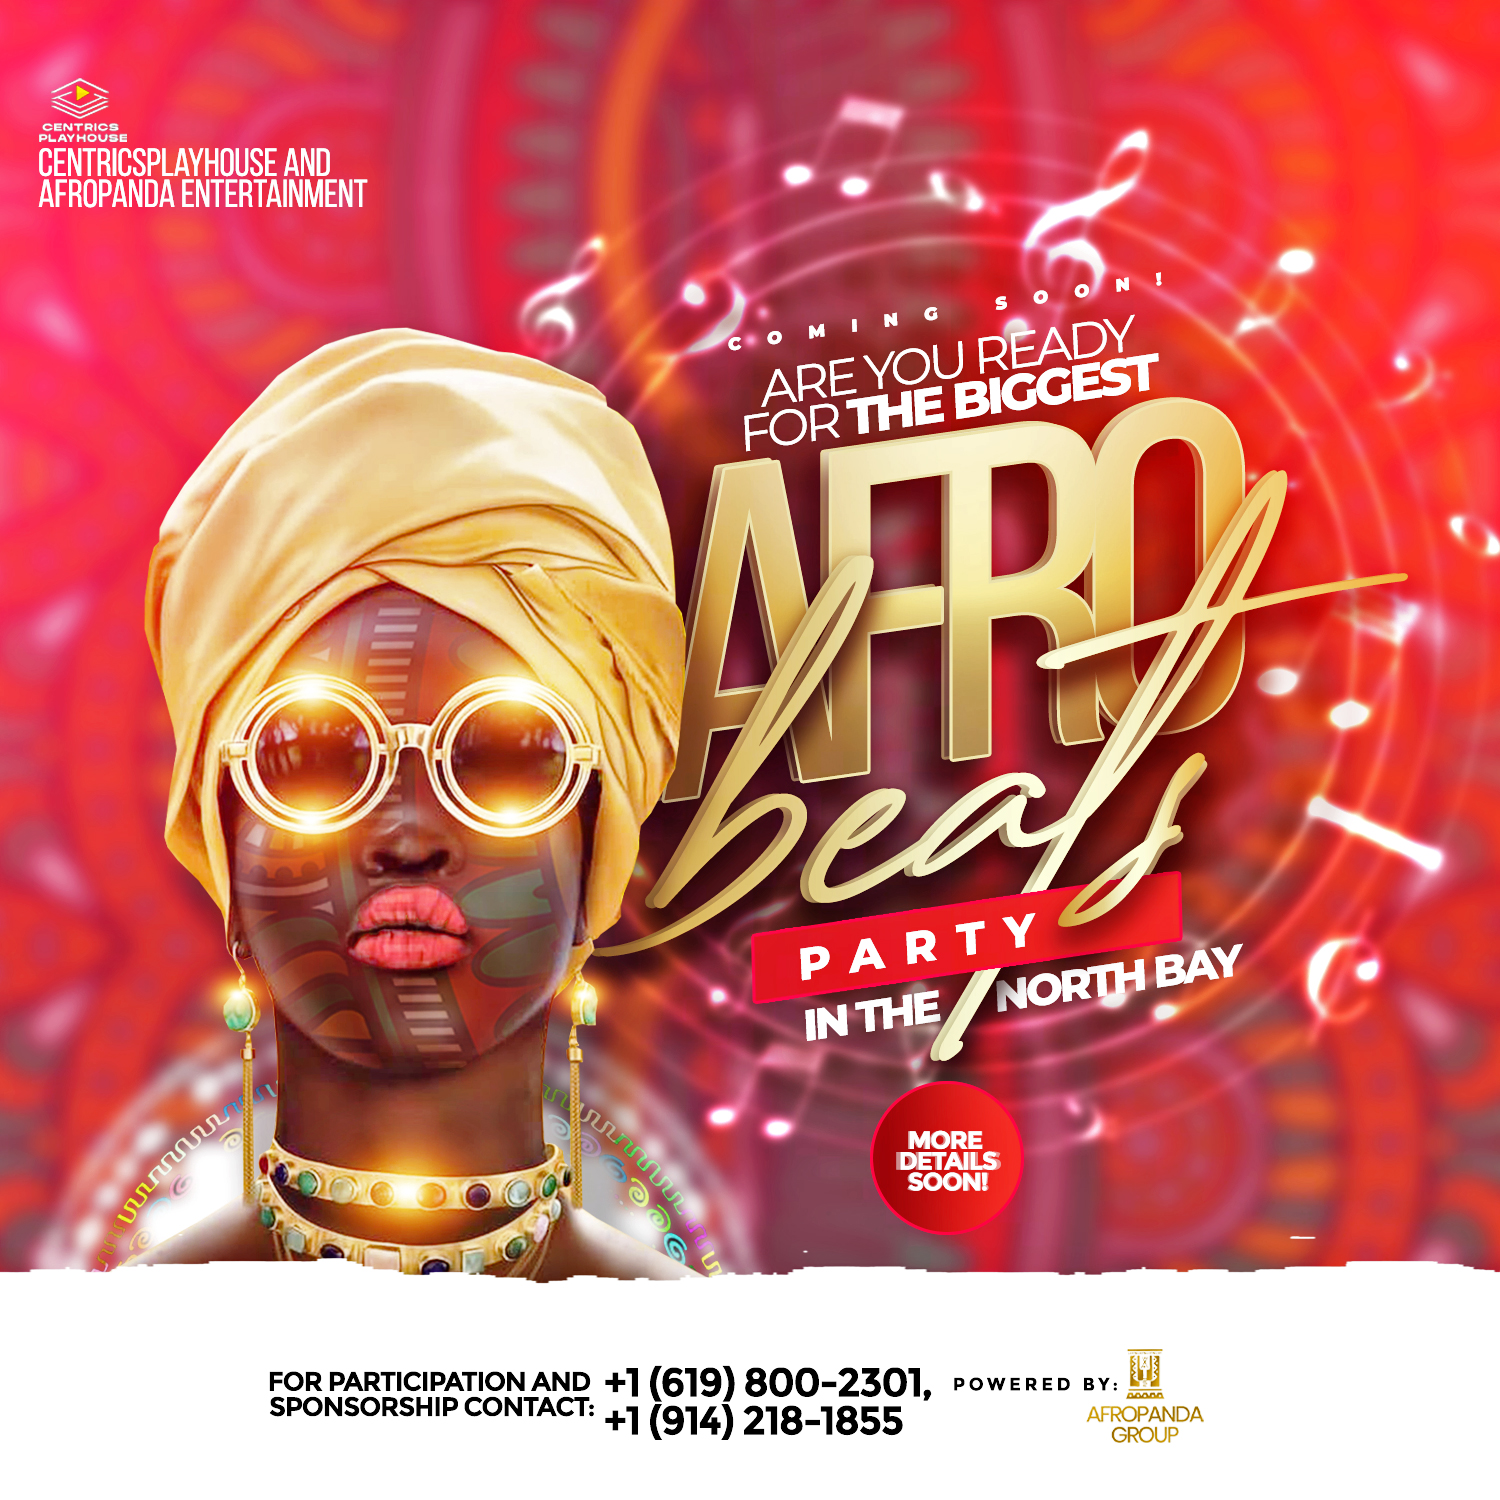 CENTRICS
PLAYHOUSE
CENTRICSPLAYHOUSE AND
AFROPANDA ENTERTAINMENT
COMING SOON!
ARE YOU READY
FOR THE BIGGEST
AFRO
beats
PARTY
IN THE NORTH BAY
MORE
DETAILS
SOON!
FOR PARTICIPATION AND
SPONSORSHIP CONTACT:
+1 (619) 800-2301,
+1 (914) 218-1855
POWERED BY:
AFROPANDA
GROUP